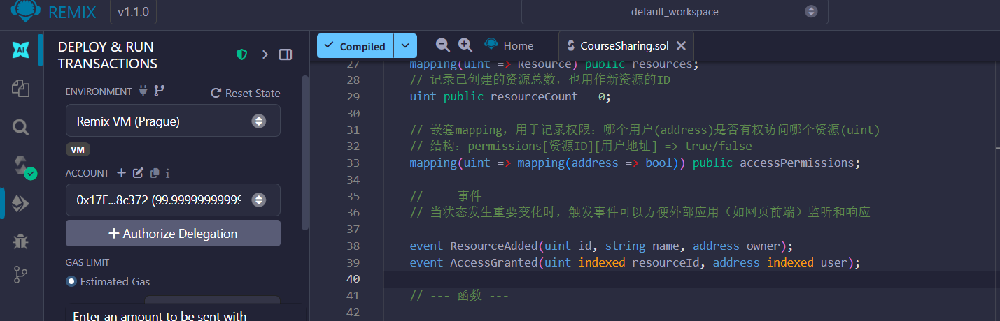 REMIX
v1.1.0
default_workspace
AI
DEPLOY & RUN
TRANSACTIONS
ENVIRONMENT
Reset State
Remix VM (Prague)
VM
ACCOUNT
0x17F...8c372 (99.99999999999
Authorize Delegation
GAS LIMIT
Estimated Gas
Enter an amount to be sent with
Compiled
Home
CourseSharing.sol
27 mapping(uint => Resource) public resources;
28 // 记录已创建的资源总数，也用作新资源的ID
29 uint public resourceCount = 0;
30
31 // 嵌套mapping，用于记录权限：哪个用户(address)是否有权访问哪个资源(uint)
32 // 结构：permissions[资源ID][用户地址] => true/false
33 mapping(uint => mapping(address => bool)) public accessPermissions;
34
35 // --- 事件 ---
36 // 当状态发生重要变化时，触发事件可以方便外部应用（如网页前端）监听和响应
37
38 event ResourceAdded(uint id, string name, address owner);
39 event AccessGranted(uint indexed resourceId, address indexed user);
40
41 // --- 函数 ---
42